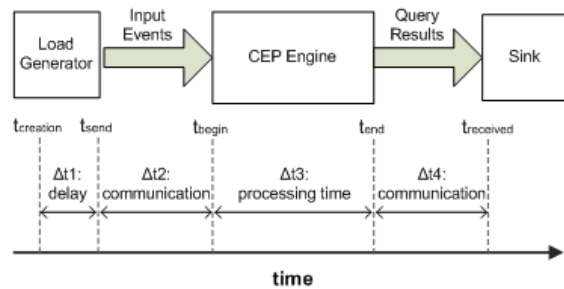 Load
Generator
Input
Events
CEP Engine
Query
Results
Sink
tcreation
tsend
tbegin
tend
treceived
Δt1:
delay
Δt2:
communication
Δt3:
processing time
Δt4:
communication
time